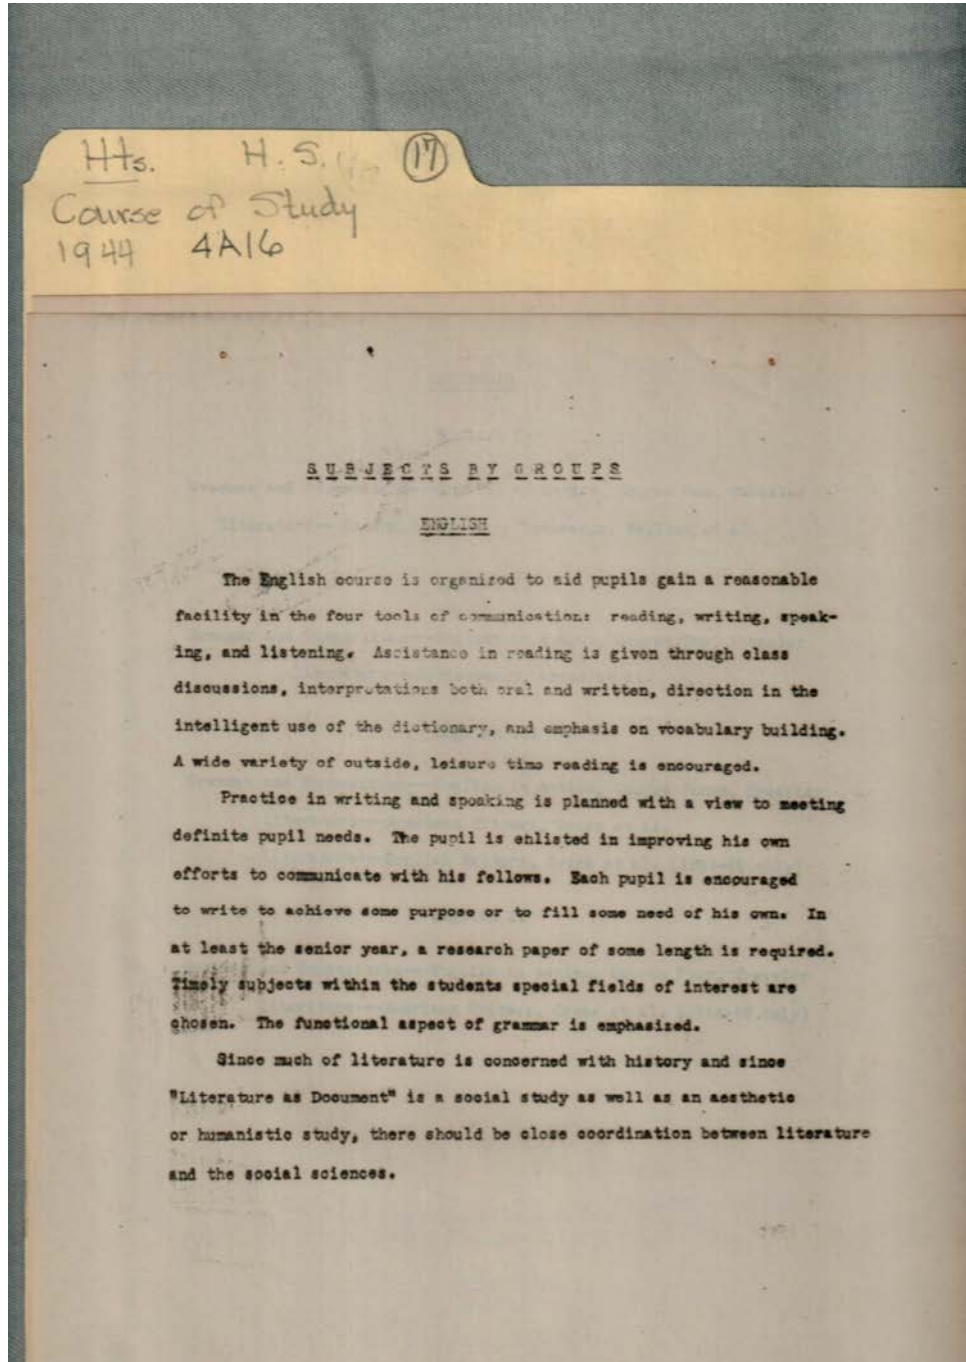 Hts. H. S. 17
Course of Study
1944 4A16
SUBJECTS BY GROUPS
ENGLISH
The English course is organized to aid pupils gain a reasonable
facility in the four tools of communication: reading, writing, speak-
ing, and listening. Assistance in reading is given through class
discussions, interpretations both oral and written, direction in the
intelligent use of the dictionary, and emphasis on vocabulary building.
A wide variety of outside, leisure time reading is encouraged.
Practice in writing and speaking is planned with a view to meeting
definite pupil needs. The pupil is enlisted in improving his own
efforts to communicate with his fellows. Each pupil is encouraged
to write to achieve some purpose or to fill some need of his own. In
at least the senior year, a research paper of some length is required.
Timely subjects within the students special fields of interest are
chosen. The functional aspect of grammar is emphasized.
Since much of literature is concerned with history and since
"Literature as Document" is a social study as well as an aesthetic
or humanistic study, there should be close coordination between literature
and the social sciences.